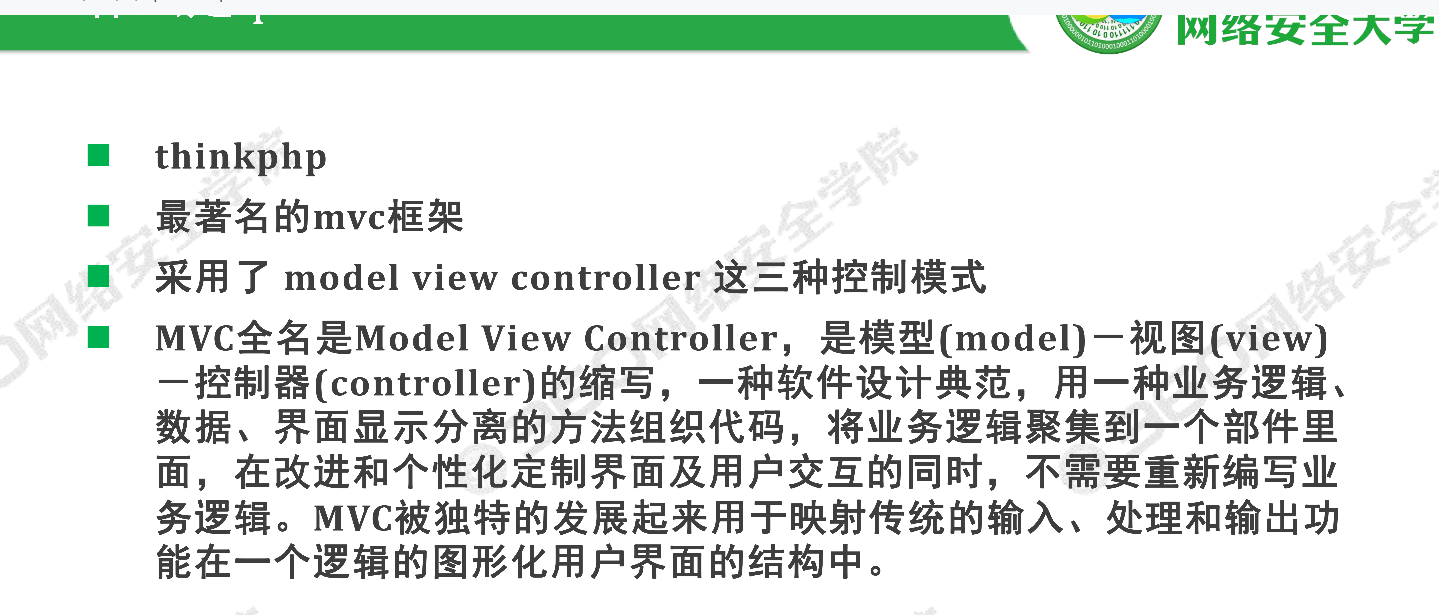 网络安全大学
thinkphp
最著名的mvc框架
采用了 model view controller 这三种控制模式
MVC全名是Model View Controller，是模型(model)－视图(view)
－控制器(controller)的缩写，一种软件设计典范，用一种业务逻辑、
数据、界面显示分离的方法组织代码，将业务逻辑聚集到一个部件里
面，在改进和个性化定制界面及用户交互的同时，不需要重新编写业
务逻辑。MVC被独特的发展起来用于映射传统的输入、处理和输出功
能在一个逻辑的图形化用户界面的结构中。